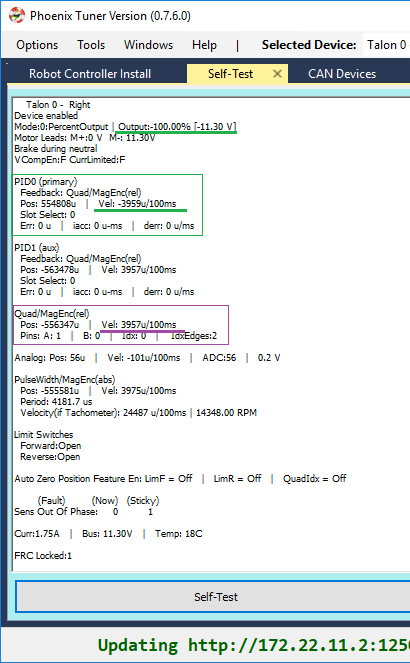 Phoenix Tuner Version (0.7.6.0)
Options Tools Windows Help | Selected Device: Talon 0
Robot Controller Install Self-Test × CAN Devices
Talon 0 - Right
Device enabled
Mode:0:PercentOutput | Output:-100.00% [-11.30 V]
Motor Leads: M+:0 V M-: 11.30V
Brake during neutral
VCompEn:F CurrLimited:F
PID0 (primary)
Feedback: Quad/MagEnc(rel)
Pos: 554808u | Vel: -3959u/100ms
Slot Select: 0
Err: 0 u | iacc: 0 u-ms | derr: 0 u/ms
PID1 (aux)
Feedback: Quad/MagEnc(rel)
Pos: -563478u | Vel: 3957u/100ms
Slot Select: 0
Err: 0 u | iacc: 0 u-ms | derr: 0 u/ms
Quad/MagEnc(rel)
Pos: -556347u | Vel: 3957u/100ms
Pins: A: 1 | B: 0 | Idx: 0 | IdxEdges:2
Analog: Pos: 56u | Vel: -101u/100ms | ADC:56 | 0.2 V
PulseWidth/MagEnc(abs)
Pos: -555581u | Vel: 3975u/100ms
Period: 4181.7 us
Velocity(if Tachometer): 24487 u/100ms | 14348.00 RPM
Limit Switches
Forward:Open
Reverse:Open
Auto Zero Position Feature En: LimF = Off | LimR = Off | QuadIdx = Off
(Fault) (Now) (Sticky)
Sens Out Of Phase: 0 1
Curr:1.75A | Bus: 11.30V | Temp: 18C
FRC Locked:1
Self-Test
Updating http://172.22.11.2:1250